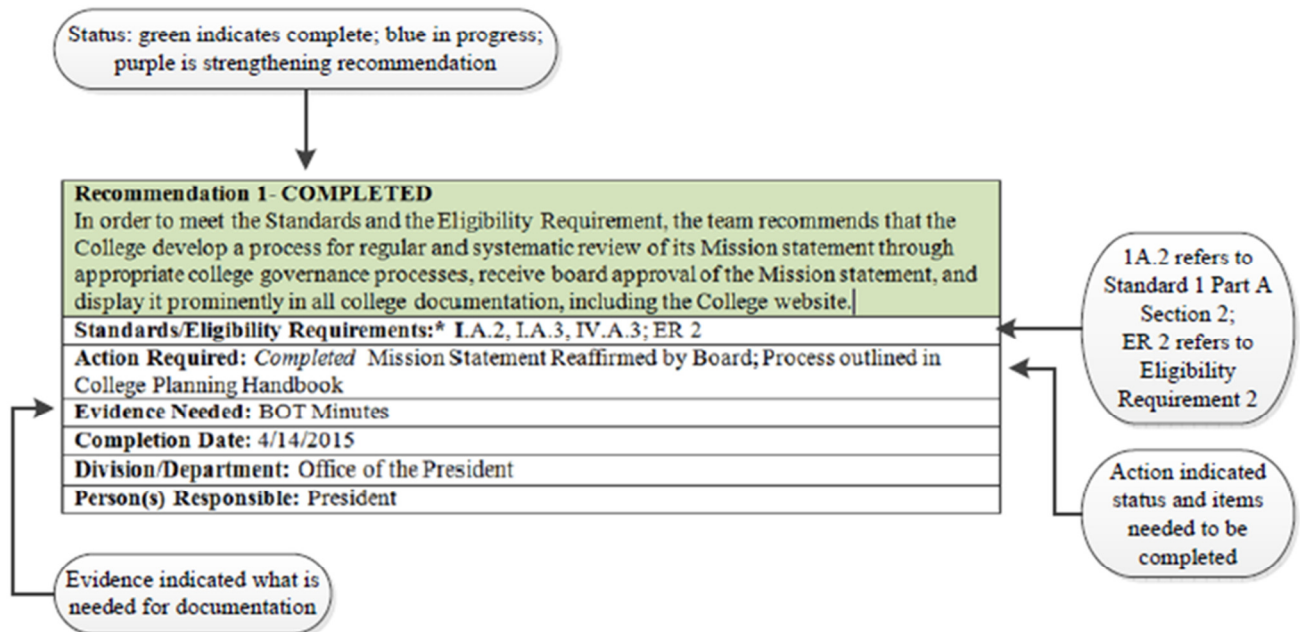 Status: green indicates complete; blue in progress;
purple is strengthening recommendation
Recommendation 1- COMPLETED
In order to meet the Standards and the Eligibility Requirement, the team recommends that the
College develop a process for regular and systematic review of its Mission statement through
appropriate college governance processes, receive board approval of the Mission statement, and
display it prominently in all college documentation, including the College website.
Standards/Eligibility Requirements:* I.A.2, I.A.3, IV.A.3; ER 2
Action Required: Completed Mission Statement Reaffirmed by Board; Process outlined in
College Planning Handbook
Evidence Needed: BOT Minutes
Completion Date: 4/14/2015
Division/Department: Office of the President
Person(s) Responsible: President
1A.2 refers to
Standard 1 Part A
Section 2;
ER 2 refers to
Eligibility
Requirement 2
Action indicated
status and items
needed to be
completed
Evidence indicated what is
needed for documentation